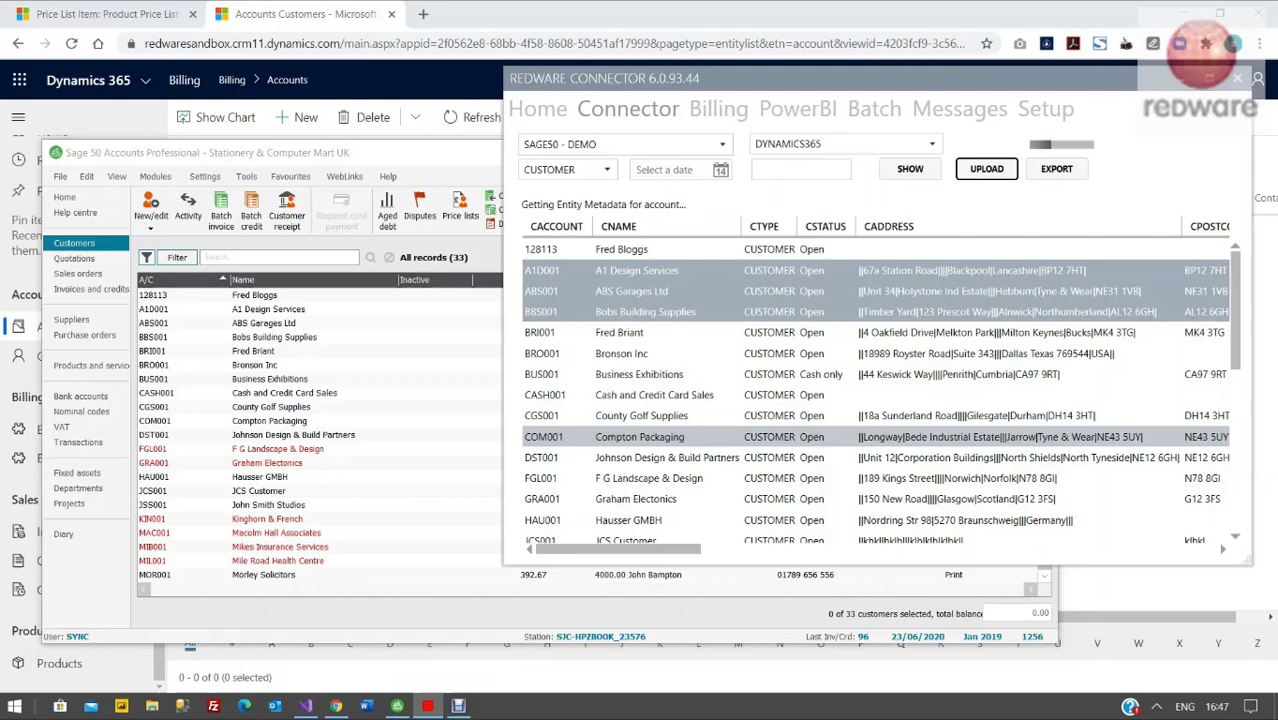 Price List Item: Product Price List
Accounts Customers - Microsoft
redwaresandbox.crm11.dynamics.com/main.aspx?appid=2f0962ef-68bb-4f58-8608-50451af17999&pagetype=entitylist&etn=account&viewid=4203fcf9-3c56...
Dynamics 365 Billing Billing Accounts
Show Chart New Delete Refresh
redware
REDWARE CONNECTOR 6.0.93.44
Home Connector Billing PowerBI Batch Messages Setup
SAGE50 - DEMO DYNAMICS365
CUSTOMER Select a date 14 SHOW UPLOAD EXPORT
Getting Entity Metadata for account...
CACCOUNT CNAME CTYPE CSTATUS CADDRESS CPOSTCO
128113 Fred Bloggs CUSTOMER Open
A1D001 A1 Design Services CUSTOMER Open ||67a Station Road||||Blackpool|Lancashire|BP12 7HT| BP12 7HT
ABS001 ABS Garages Ltd CUSTOMER Open ||Unit 34|Holystone Ind Estate|||Hebburn|Tyne & Wear|NE31 1VB| NE31 1VB
BBS001 Bobs Building Supplies CUSTOMER Open ||Timber Yard|123 Prescot Way|||Alnwick|Northumberland|AL12 6GH| AL12 6GH
BRI001 Fred Briant CUSTOMER Open ||4 Oakfield Drive|Melkton Park|||Milton Keynes|Bucks|MK4 3TG| MK4 3TG
BRO001 Bronson Inc CUSTOMER Open ||18989 Royster Road|Suite 343|||Dallas Texas 769544|USA||
BUS001 Business Exhibitions CUSTOMER Cash only ||44 Keswick Way||||Penrith|Cumbria|CA97 9RT| CA97 9RT
CASH001 Cash and Credit Card Sales CUSTOMER Open
CGS001 County Golf Supplies CUSTOMER Open ||18a Sunderland Road||||Gilesgate|Durham|DH14 3HT| DH14 3HT
COM001 Compton Packaging CUSTOMER Open ||Longway|Bede Industrial Estate|||Jarrow|Tyne & Wear|NE43 5UY| NE43 5UY
DST001 Johnson Design & Build Partners CUSTOMER Open ||Unit 12|Corporation Buildings|||North Shields|North Tyneside|NE12 6GH| NE12 6GH
FGL001 F G Landscape & Design CUSTOMER Open ||189 Kings Street||||Norwich|Norfolk|N78 8GI| N78 8GI
GRA001 Graham Electonics CUSTOMER Open ||150 New Road||||Glasgow|Scotland|G12 3FS| G12 3FS
HAU001 Hausser GMBH CUSTOMER Open ||Nordring Str 98|5270 Braunschweig|||Germany|||
JCS001 JCS Customer CUSTOMER Open
Sage 50 Accounts Professional - Stationery & Computer Mart UK
File Edit View Modules Settings Tools Favourites WebLinks Help
Home
Help centre
Customers
Quotations
Sales orders
Invoices and credits
Suppliers
Purchase orders
Products and service
Bank accounts
Nominal codes
VAT
Transactions
Fixed assets
Departments
Projects
Diary
New/edit Activity Batch invoice Batch credit Customer receipt Request card payment Aged debt Disputes Price lists
Filter Search... All records (33)
A/C Name Inactive
128113 Fred Bloggs
A1D001 A1 Design Services
ABS001 ABS Garages Ltd
BBS001 Bobs Building Supplies
BRI001 Fred Briant
BRO001 Bronson Inc
BUS001 Business Exhibitions
CASH001 Cash and Credit Card Sales
CGS001 County Golf Supplies
COM001 Compton Packaging
DST001 Johnson Design & Build Partners
FGL001 F G Landscape & Design
GRA001 Graham Electonics
HAU001 Hausser GMBH
JCS001 JCS Customer
JSS001 John Smith Studios
KIN001 Kinghorn & French
MAC001 Macolm Hall Associates
MIB001 Mikes Insurance Services
MIL001 Mile Road Health Centre
MOR001 Morley Solicitors 392.67 4000.00 John Bampton 01789 656 556 Print
0 of 33 customers selected, total balance 0.00
User: SYNC Station: SJC-HPZBOOK_23576 Last Inv/Crd: 96 23/06/2020 Jan 2019 1256
Pin it
Accou
Billing
Sales
Produ
Products
All A B C D E F G H I J K L M N O P Q R S T U V W X Y Z
0 - 0 of 0 (0 selected)
ENG 16:47